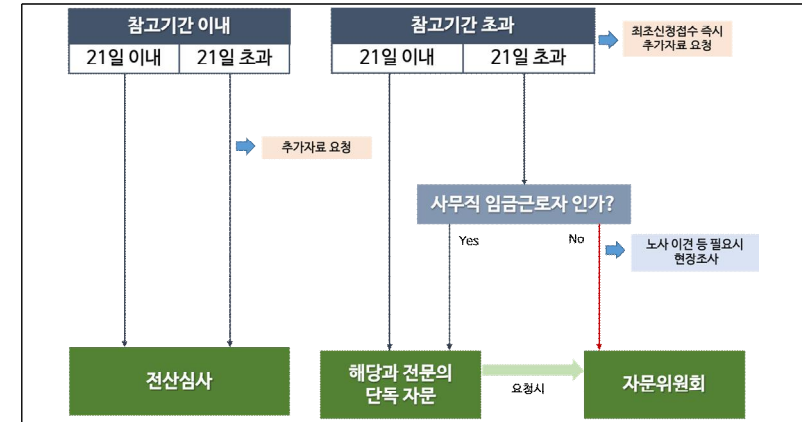 참고기간 이내
21일 이내
21일 초과
참고기간 초과
21일 이내
21일 초과
최초신정접수 즉시
추가자료 요청
추가자료 요청
사무직 임금근로자 인가?
Yes
No
노사 이견 등 필요시
현장조사
전산심사
해당과 전문의
단독 자문
요청시
자문위원회